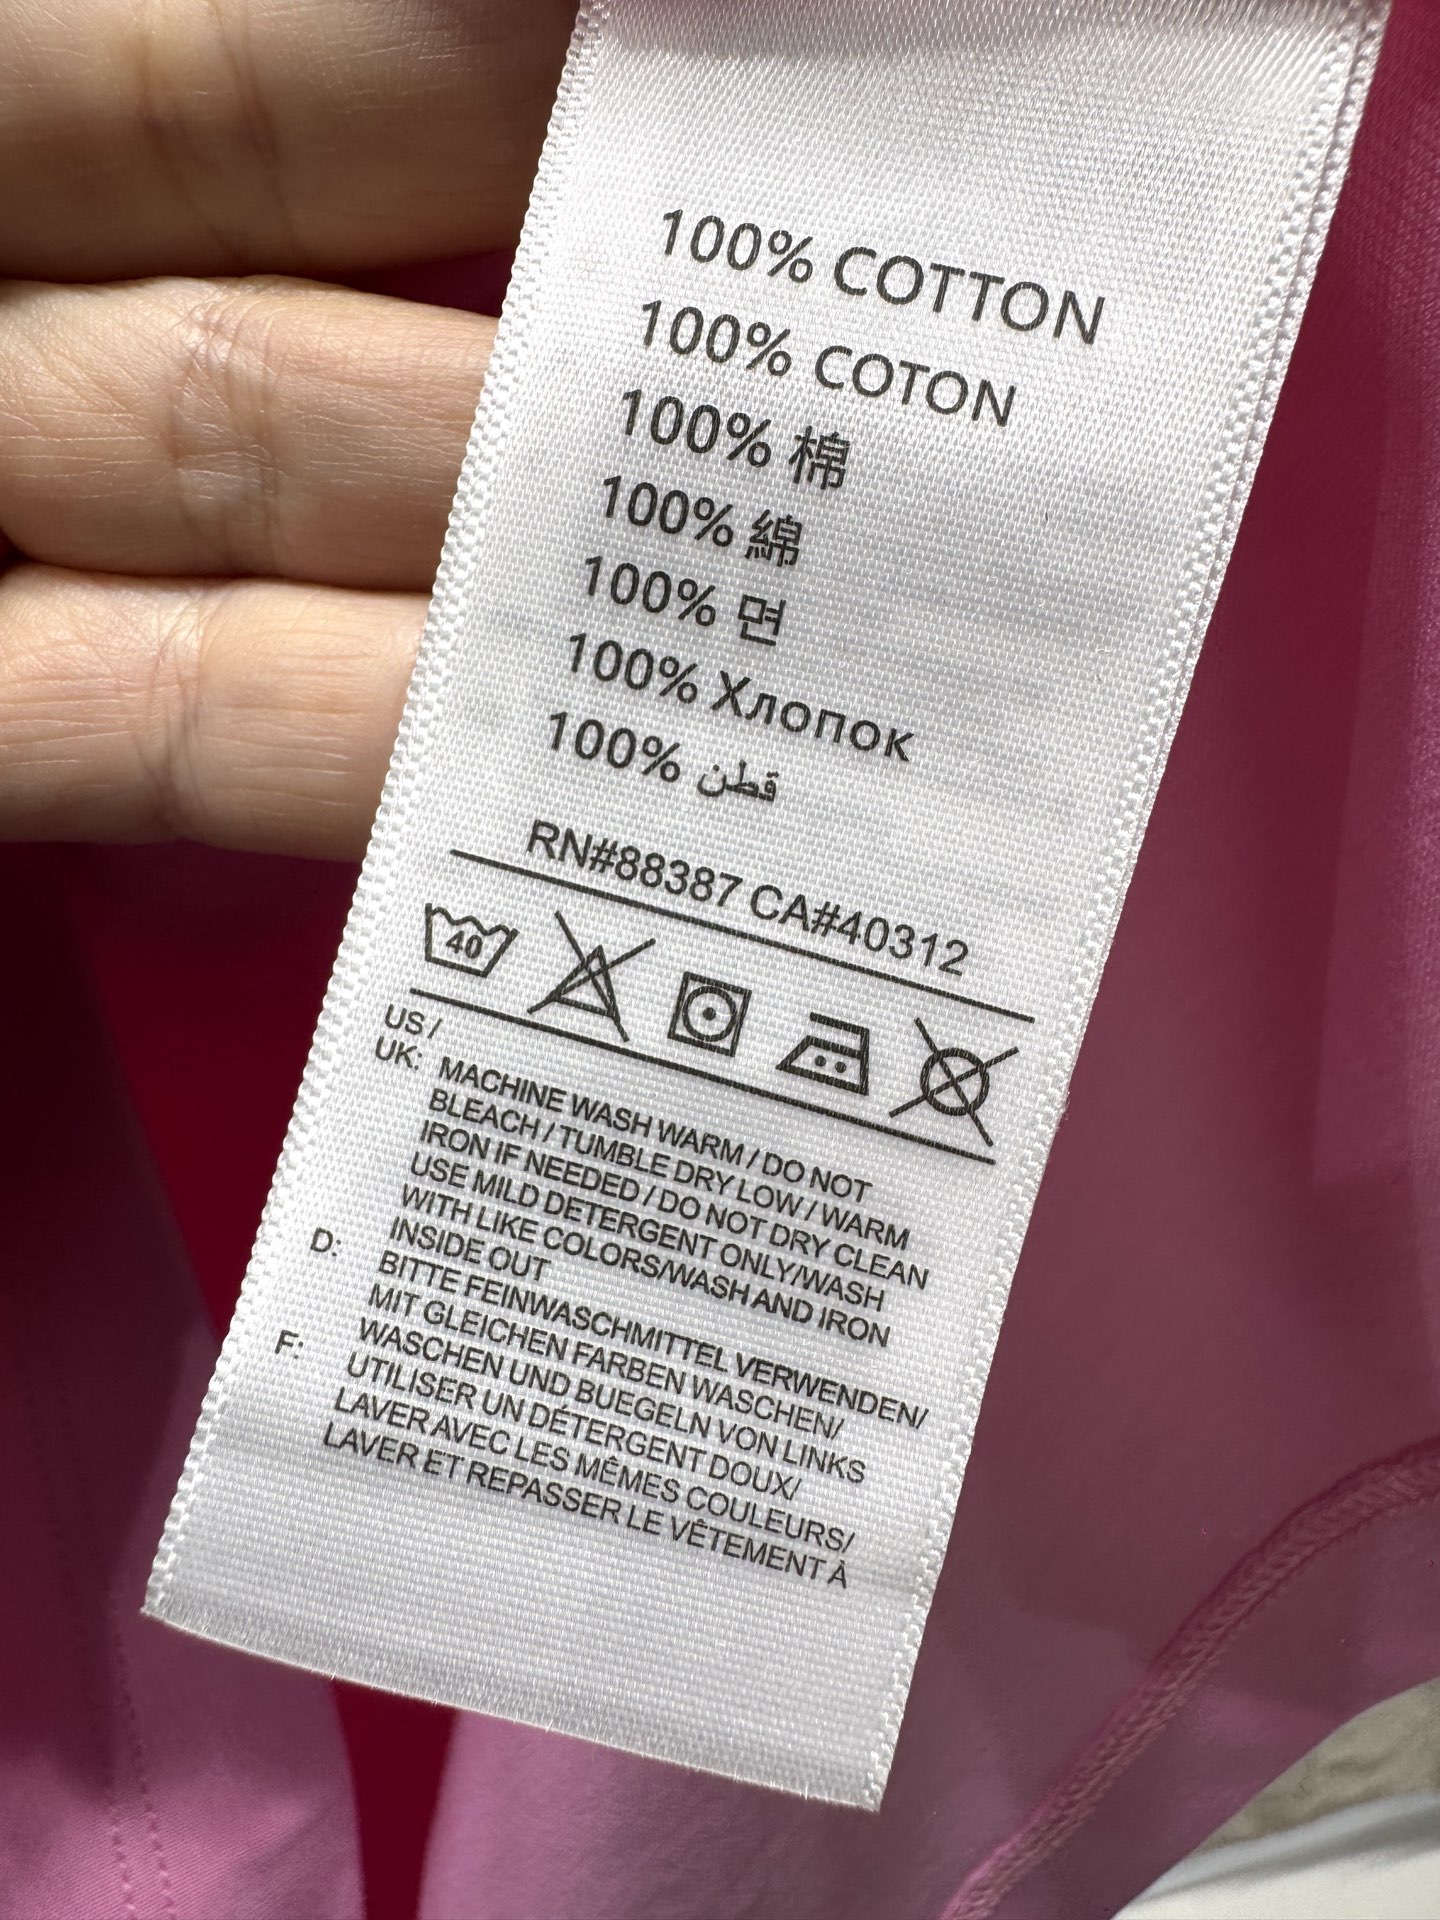 100% COTTON
100% COTON
100% 棉
100% 綿
100% 면
100% Хлопок
100% قطن
RN#88387 CA#40312
40
US /
UK: MACHINE WASH WARM / DO NOT
BLEACH / TUMBLE DRY LOW / WARM
IRON IF NEEDED / DO NOT DRY CLEAN
USE MILD DETERGENT ONLY/WASH
WITH LIKE COLORS/WASH AND IRON
INSIDE OUT
D: BITTE FEINWASCHMITTEL VERWENDEN/
MIT GLEICHEN FARBEN WASCHEN/
WASCHEN UND BUEGELN VON LINKS
F: UTILISER UN DÉTERGENT DOUX/
LAVER AVEC LES MÊMES COULEURS/
LAVER ET REPASSER LE VÊTEMENT À